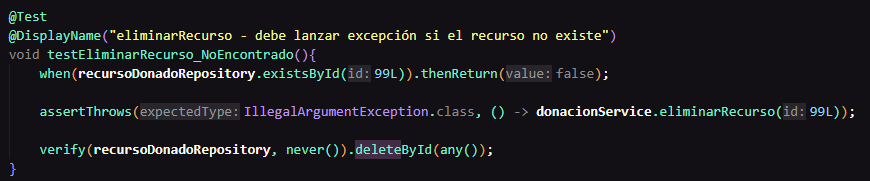 @Test
@DisplayName("eliminarRecurso - debe lanzar excepción si el recurso no existe")
void testEliminarRecurso_NoEncontrado(){
when(recursoDonadoRepository.existsById(id:99L)).thenReturn(value:false);
assertThrows(expectedType:IllegalArgumentException.class, () -> donacionService.eliminarRecurso(id:99L));
verify(recursoDonadoRepository, never()).deleteById(any());
}